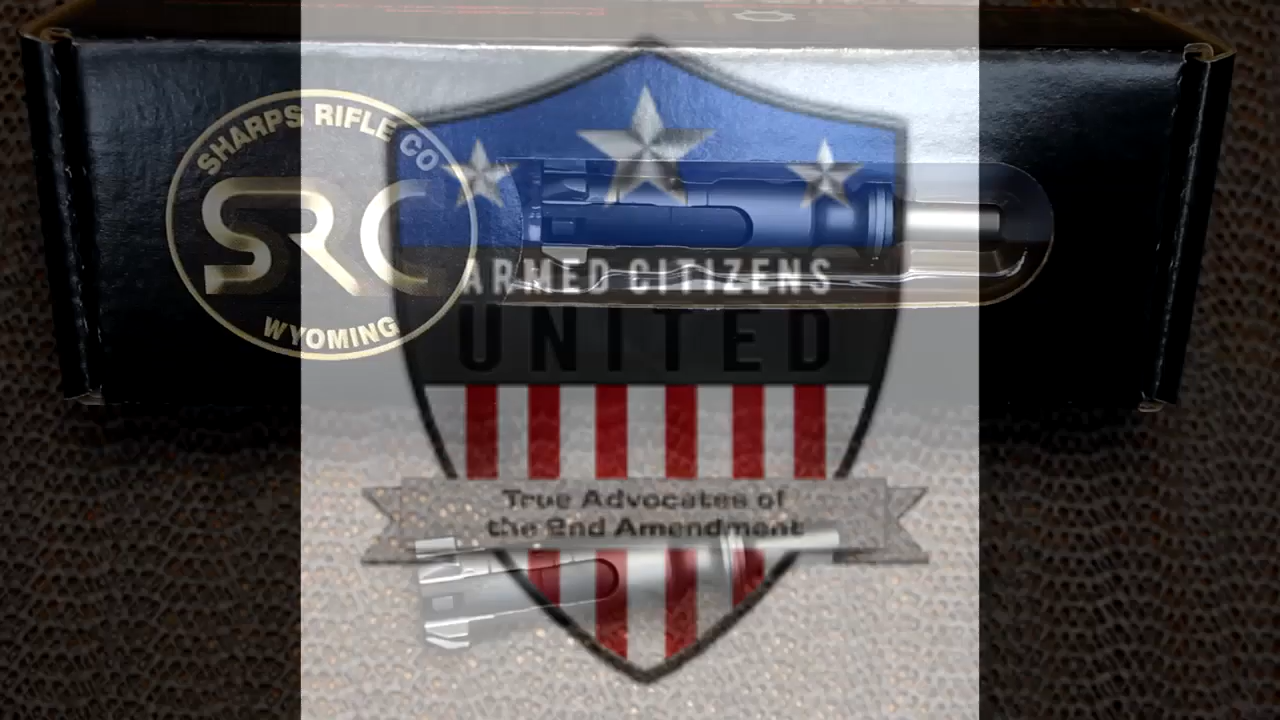 SHARPS RIFLE CO
SRC
WYOMING
ARMED CITIZENS
UNITED
True Advocates of
the 2nd Amendment